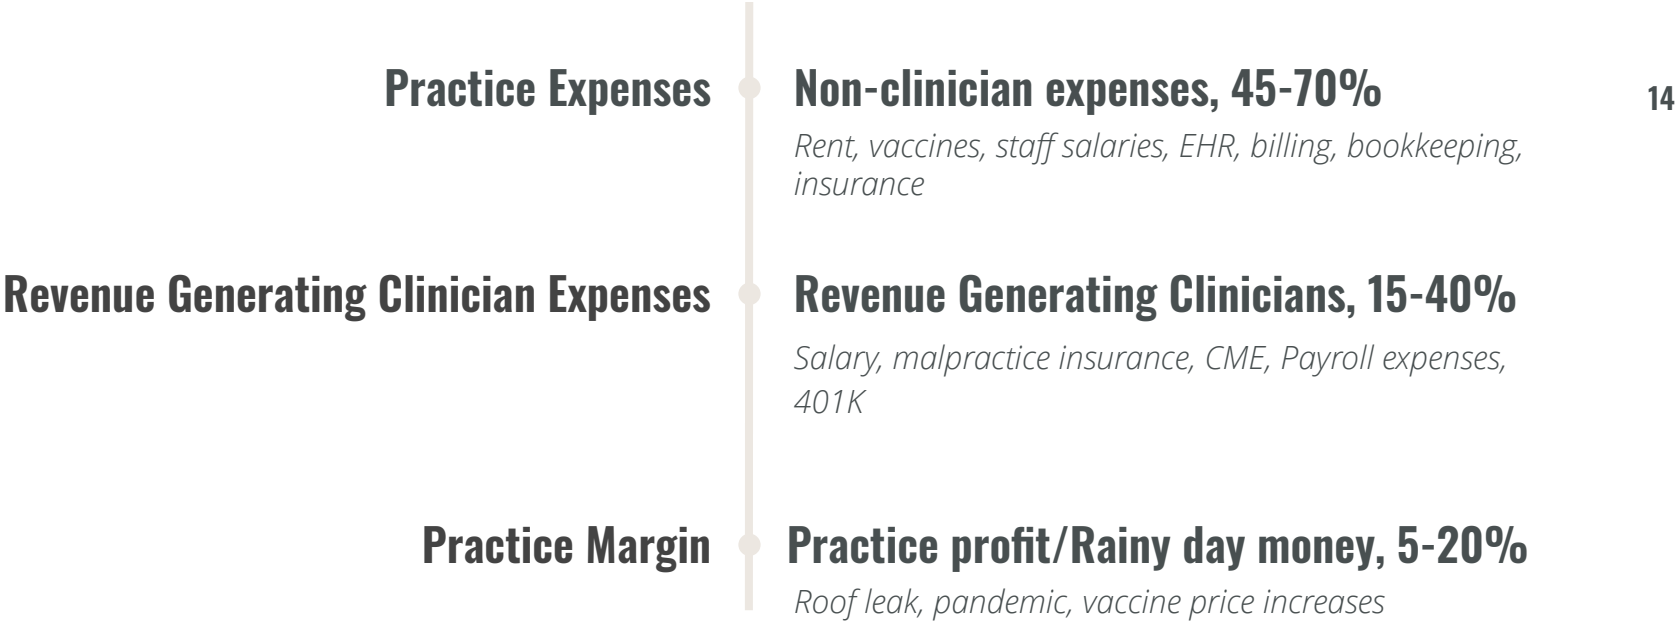 Practice Expenses
Non-clinician expenses, 45-70%
14
Rent, vaccines, staff salaries, EHR, billing, bookkeeping,
insurance
Revenue Generating Clinician Expenses
Revenue Generating Clinicians, 15-40%
Salary, malpractice insurance, CME, Payroll expenses,
401K
Practice Margin
Practice profit/Rainy day money, 5-20%
Roof leak, pandemic, vaccine price increases